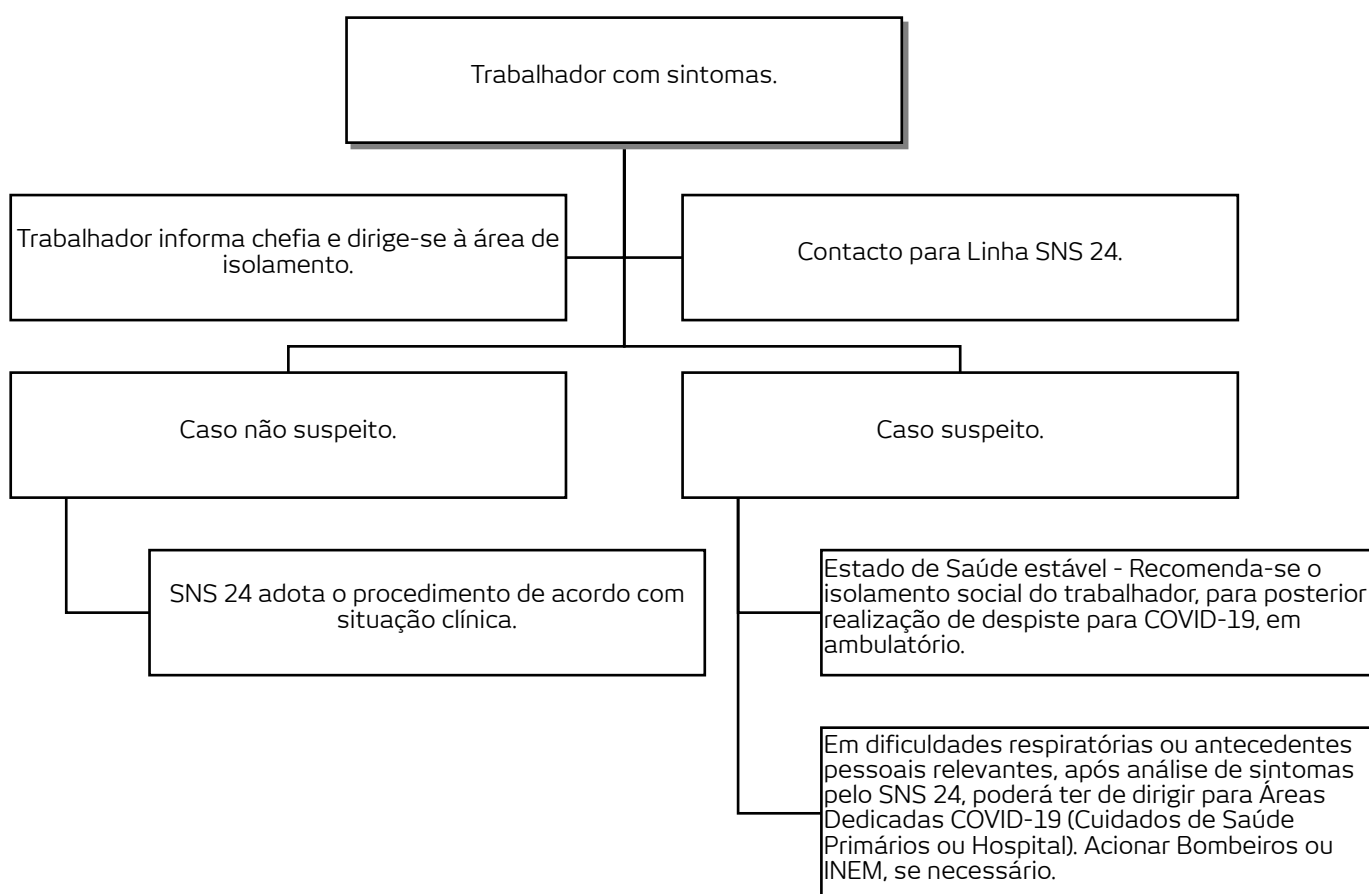 Trabalhador com sintomas.
Trabalhador informa chefia e dirige-se à área de
isolamento.
Contacto para Linha SNS 24.
Caso não suspeito.
Caso suspeito.
SNS 24 adota o procedimento de acordo com
situação clínica.
Estado de Saúde estável - Recomenda-se o
isolamento social do trabalhador, para posterior
realização de despiste para COVID-19, em
ambulatório.
Em dificuldades respiratórias ou antecedentes
pessoais relevantes, após análise de sintomas
pelo SNS 24, poderá ter de dirigir para Áreas
Dedicadas COVID-19 (Cuidados de Saúde
Primários ou Hospital). Acionar Bombeiros ou
INEM, se necessário.